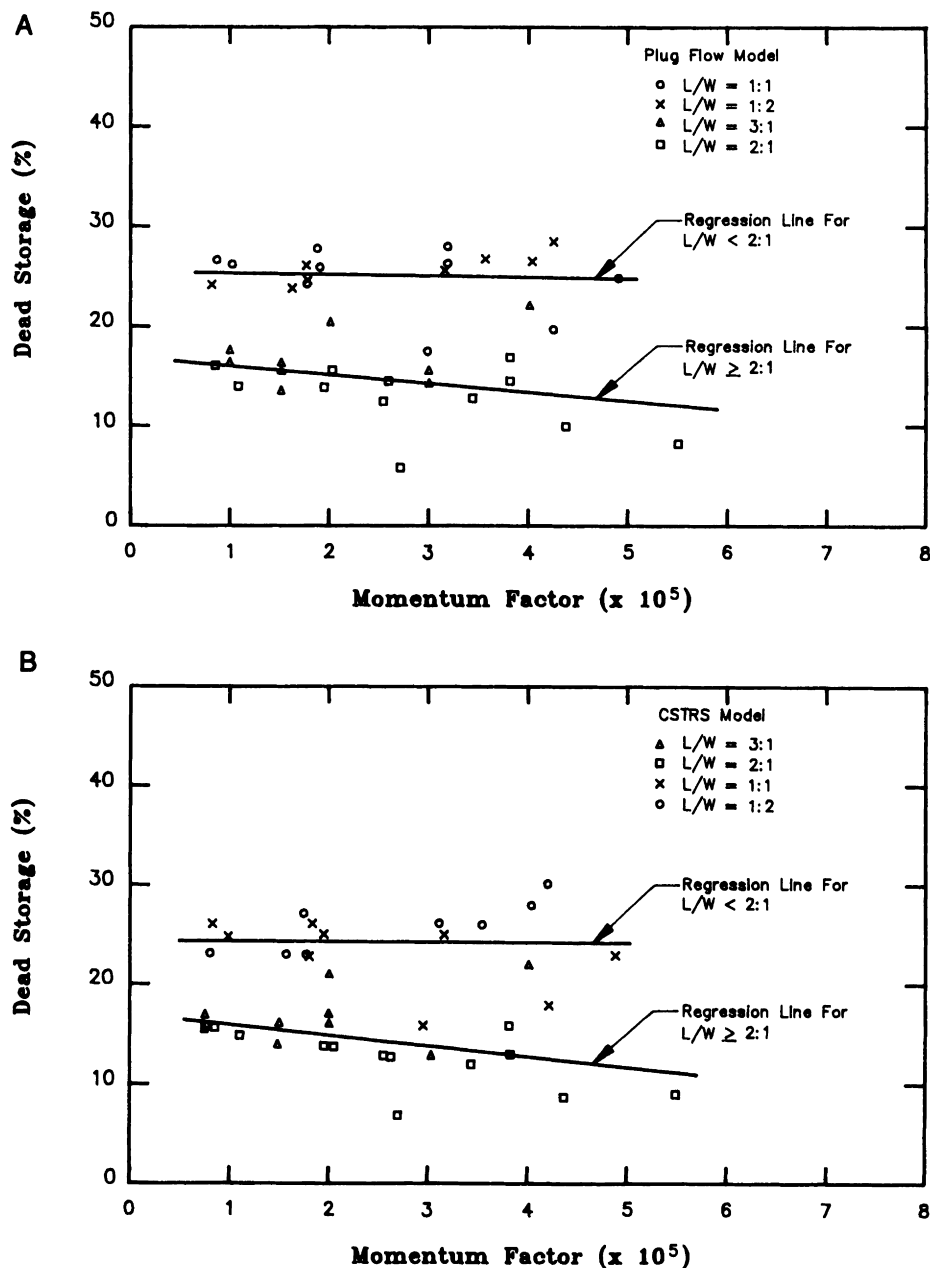 A
50
40
30
20
10
0
Dead Storage (%)
Plug Flow Model
L/W = 1:1
L/W = 1:2
L/W = 3:1
L/W = 2:1
Regression Line For
L/W < 2:1
Regression Line For
L/W ≥ 2:1
0 1 2 3 4 5 6 7 8
Momentum Factor (x 10⁵)
B
50
40
30
20
10
0
Dead Storage (%)
CSTRS Model
L/W = 3:1
L/W = 2:1
L/W = 1:1
L/W = 1:2
Regression Line For
L/W < 2:1
Regression Line For
L/W ≥ 2:1
0 1 2 3 4 5 6 7 8
Momentum Factor (x 10⁵)